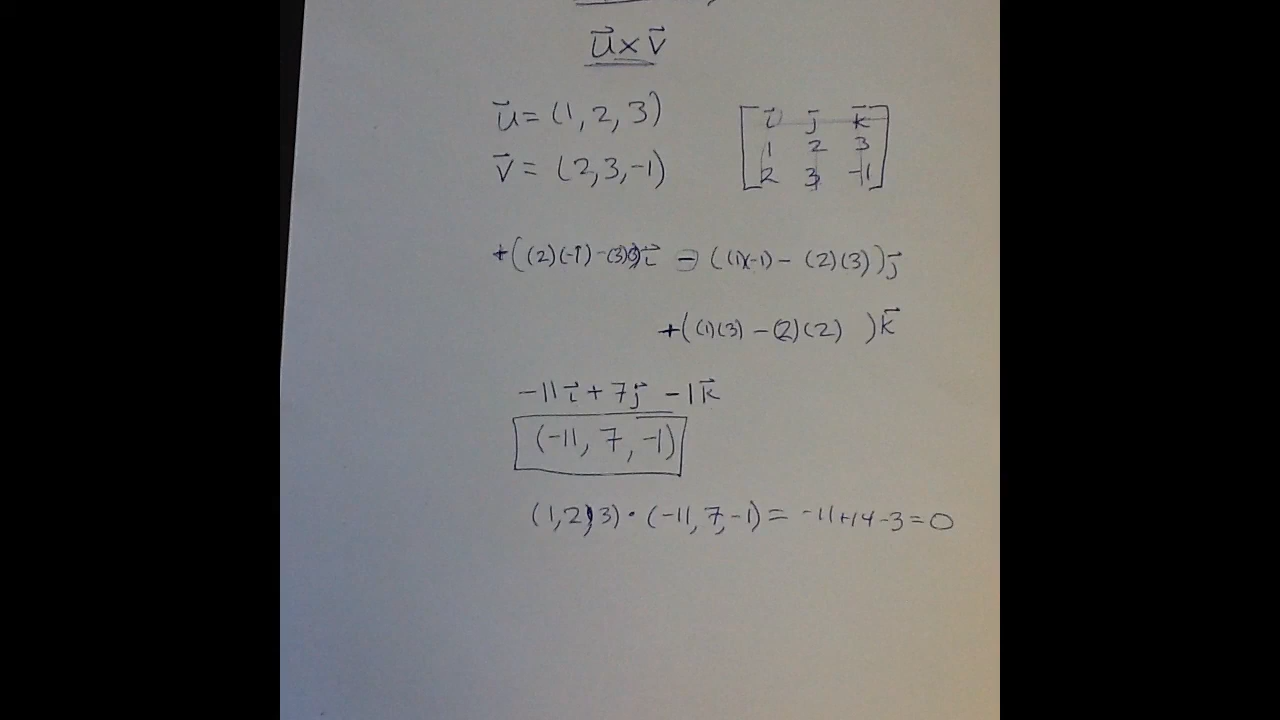 u⃗×v⃗
u⃗ = (1, 2, 3)
v⃗ = (2, 3, -1)
i⃗ j⃗ k⃗
1 2 3
2 3 -1
+((2)(-1) - (3)(3))i⃗ - ((1)(-1) - (2)(3))j⃗
+((1)(3) - (2)(2) )k⃗
-11i⃗ + 7j⃗ - 1k⃗
(-11, 7, -1)
(1,2,3) • (-11, 7, -1) = -11+14-3=0